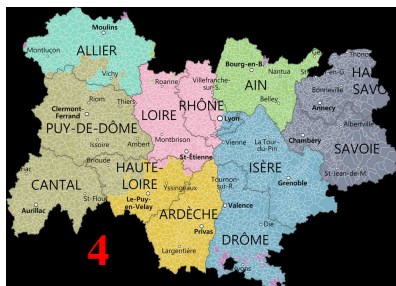 Moulins
ALLIER
Montluçon
Vichy
Bourg-en-B.
Nantua
AIN
Belley
Roanne
Villefranche-
sur-S.
RHÔNE
LOIRE
Lyon
Montbrison
St-Étienne
Riom
Thiers
Clermont-
Ferrand
PUY-DE-DÔME
Issoire
Ambert
Thonon
HA
SAVO
Bonneville
Annecy
Albertville
Chambéry
SAVOIE
St-Jean-de-M.
Vienne
La Tour-
du-Pin
ISÈRE
Grenoble
Brioude
HAUTE-
LOIRE
Yssingeaux
Le-Puy-
en-Velay
CANTAL
St-Flour
Aurillac
Tournon-
sur-R.
ARDÈCHE
Privas
Largentière
Valence
Die
DRÔME
yons
4